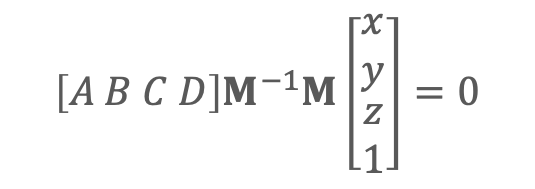 [A B C D]M⁻¹M [x y z 1] = 0